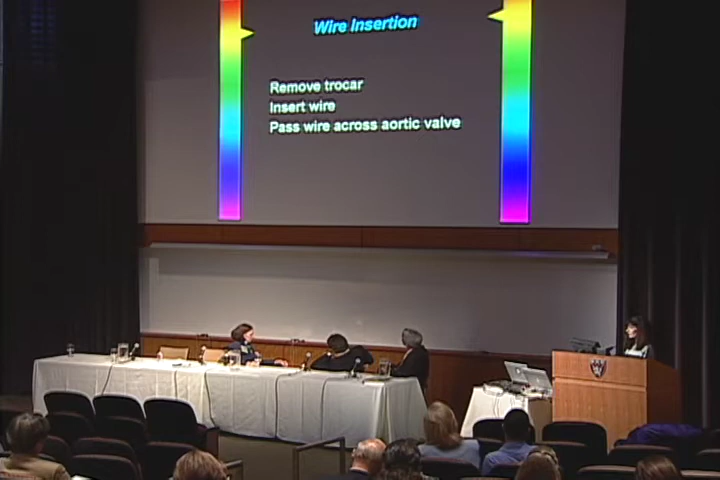 Wire Insertion
Remove trocar
Insert wire
Pass wire across aortic valve